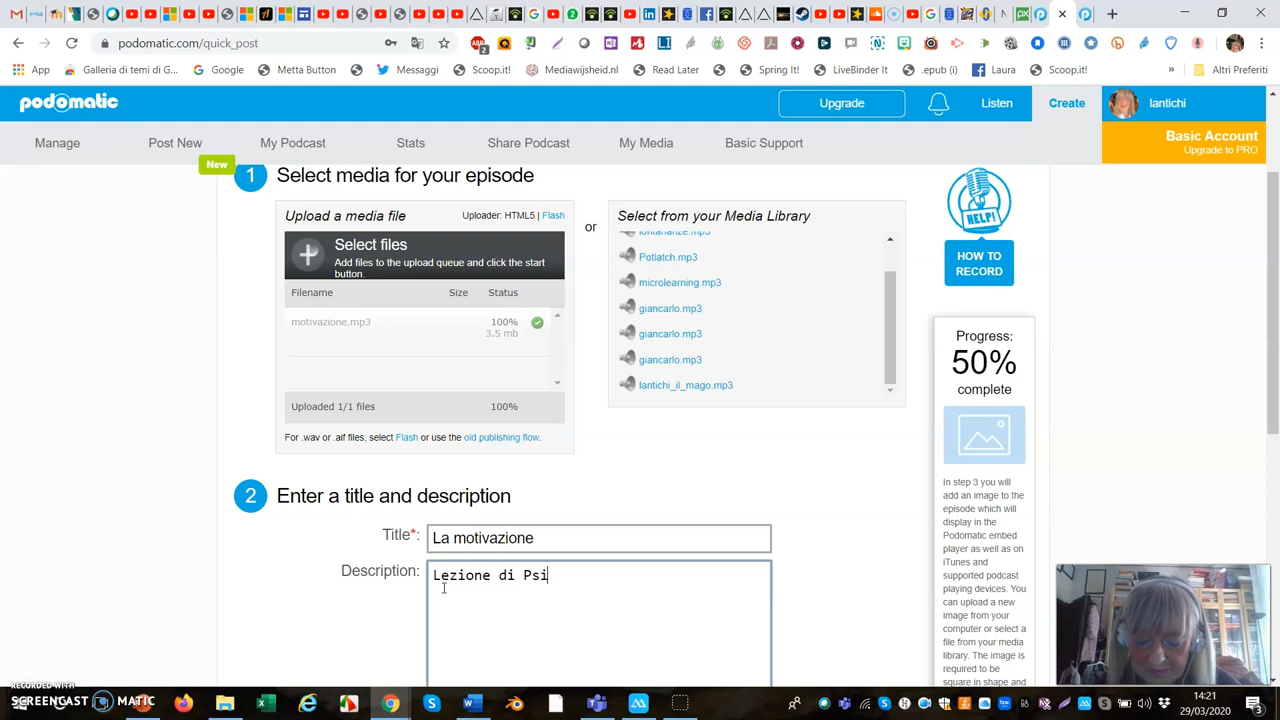 podomatic.com/quick_post
App
Galleria di temi di G...
Google
Metta Button
Messaggi
Scoop.it!
Mediawijsheid.nl
Read Later
Spring It!
LiveBinder It
.epub (i)
Laura
Scoop.it!
»
Altri Preferiti
podomatic
Upgrade
Listen
Create
lantichi
Manage
Post New
My Podcast
Stats
Share Podcast
My Media
Basic Support
Basic Account
Upgrade to PRO
New
1 Select media for your episode
Upload a media file
Uploader: HTML5 | Flash
Select files
Add files to the upload queue and click the start button.
Filename Size Status
motivazione.mp3 100%
3.5 mb
Uploaded 1/1 files 100%
For .wav or .aif files, select Flash or use the old publishing flow.
or
Select from your Media Library
Potlatch.mp3
microlearning.mp3
giancarlo.mp3
giancarlo.mp3
giancarlo.mp3
lantichi_il_mago.mp3
HELP!
HOW TO
RECORD
Progress:
50%
complete
In step 3 you will
add an image to the
episode which will
display in the
Podomatic embed
player as well as on
iTunes and
supported podcast
playing devices. You
can upload a new
image from your
computer or select a
file from your media
library. The image is
required to be
square in shape and
2 Enter a title and description
Title*: La motivazione
Description: Lezione di Psi
RECORDED WITH
SCREENCAST MATIC
14:21
29/03/2020
3